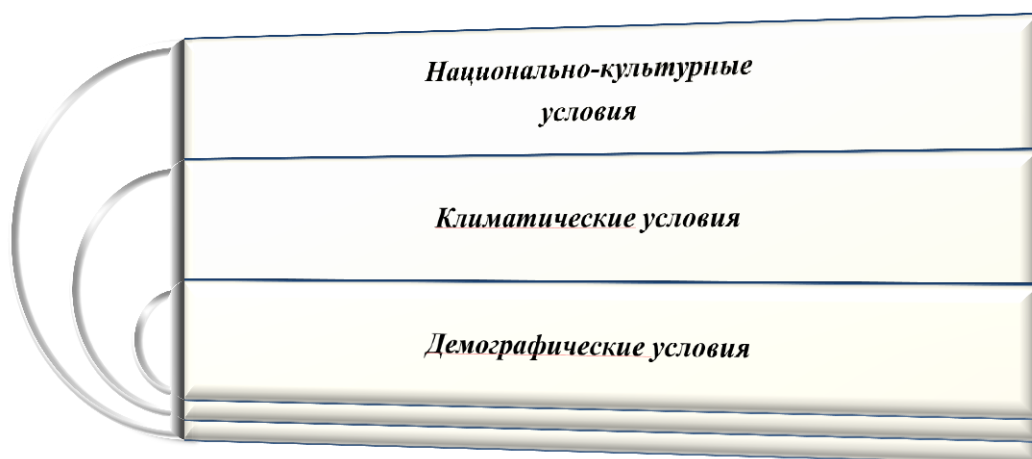 Национально-культурные
условия
Климатические условия
Демографические условия